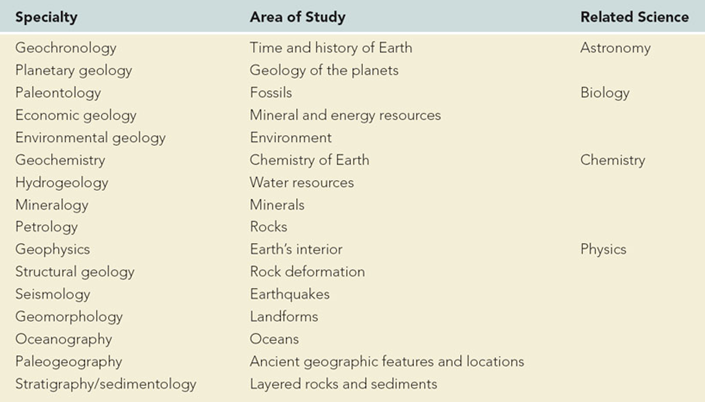 Specialty Area of Study Related Science
Geochronology Time and history of Earth Astronomy
Planetary geology Geology of the planets
Paleontology Fossils Biology
Economic geology Mineral and energy resources
Environmental geology Environment
Geochemistry Chemistry of Earth Chemistry
Hydrogeology Water resources
Mineralogy Minerals
Petrology Rocks
Geophysics Earth's interior Physics
Structural geology Rock deformation
Seismology Earthquakes
Geomorphology Landforms
Oceanography Oceans
Paleogeography Ancient geographic features and locations
Stratigraphy/sedimentology Layered rocks and sediments